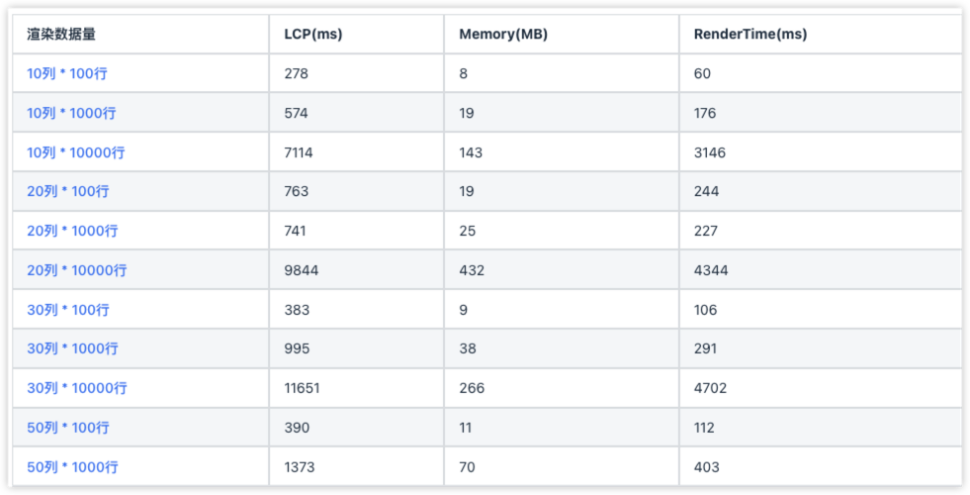 渲染数据量 LCP(ms) Memory(MB) RenderTime(ms)
10列 * 100行 278 8 60
10列 * 1000行 574 19 176
10列 * 10000行 7114 143 3146
20列 * 100行 763 19 244
20列 * 1000行 741 25 227
20列 * 10000行 9844 432 4344
30列 * 100行 383 9 106
30列 * 1000行 995 38 291
30列 * 10000行 11651 266 4702
50列 * 100行 390 11 112
50列 * 1000行 1373 70 403